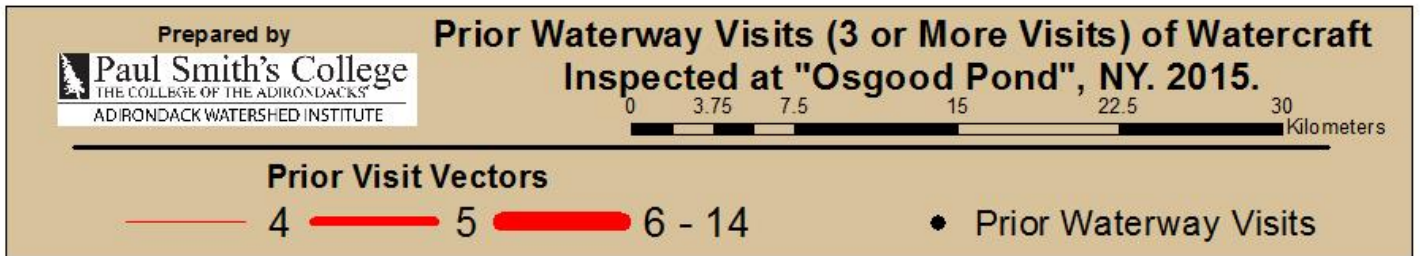 Prepared by
Paul Smith's College
THE COLLEGE OF THE ADIRONDACKS
ADIRONDACK WATERSHED INSTITUTE
Prior Waterway Visits (3 or More Visits) of Watercraft
Inspected at "Osgood Pond", NY. 2015.
0 3.75 7.5 15 22.5 30
Kilometers
Prior Visit Vectors
4 5 6 - 14 Prior Waterway Visits